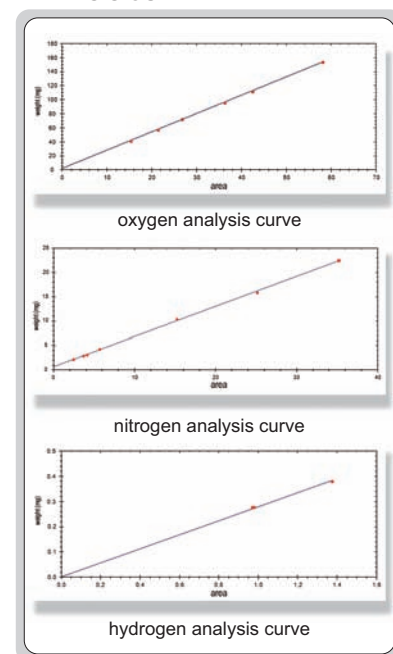 weight (mg)
180
160
140
120
100
80
60
40
20
0
0 10 20 30 40 50 60 70
area
oxygen analysis curve
weight (mg)
25
20
15
10
5
0
0 10 20 30 40
area
nitrogen analysis curve
weight (mg)
0.5
0.4
0.3
0.2
0.1
0.0
0.0 0.2 0.4 0.6 0.8 1.0 1.2 1.4 1.6
area
hydrogen analysis curve